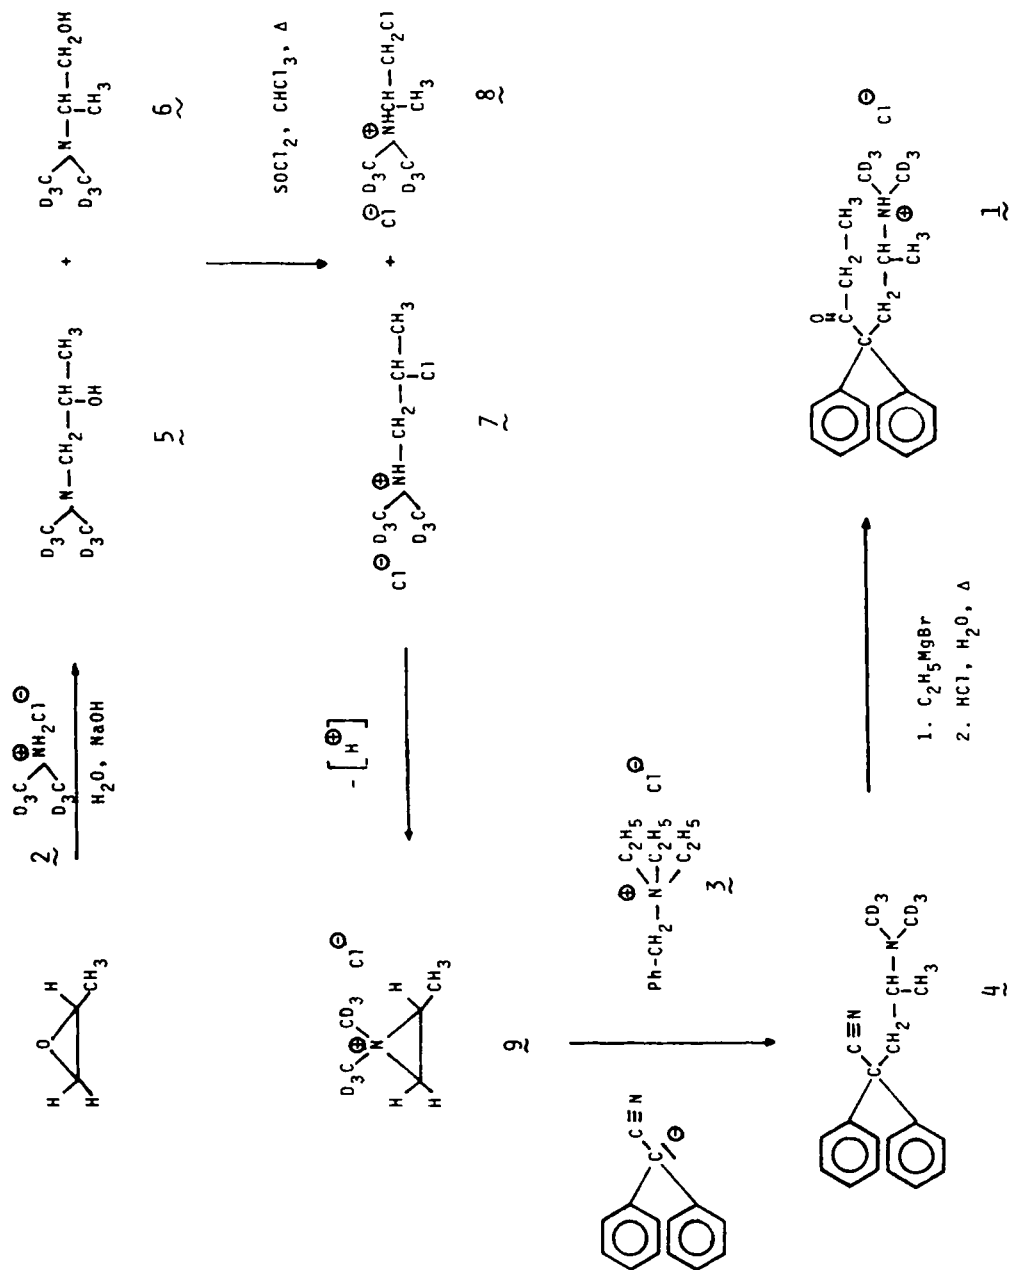 O
H
H
H
CH3
2
D3C
D3C
⊕
NH2Cl
⊖
H2O, NaOH
D3C
D3C
N—CH2—CH—CH3
OH
5
+
D3C
D3C
N—CH—CH2OH
CH3
6
SOCl2, CHCl3, Δ
Cl
⊖
D3C
D3C
⊕
NH—CH2—CH—CH3
Cl
7
+
Cl
⊖
D3C
D3C
⊕
NHCH—CH2Cl
CH3
8
-[H⊕]
D3C
CD3
⊕
N
Cl
⊖
H
H
H
CH3
9
C≡N
C
⊖
Ph-CH2—N—C2H5
⊕
C2H5
C2H5
Cl
⊖
3
C≡N
C
CH2—CH—N
CH3
CD3
CD3
4
1. C2H5MgBr
2. HCl, H2O, Δ
O
C—CH2—CH3
C
CH2—CH—NH
CH3
⊕
CD3
CD3
Cl
⊖
1